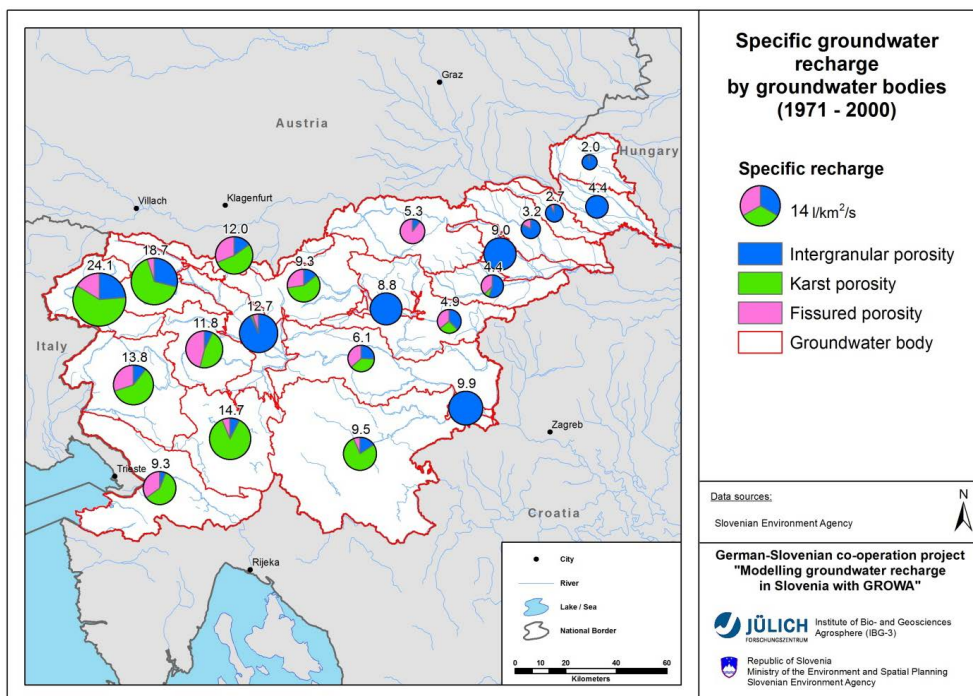 Specific groundwater
recharge
by groundwater bodies
(1971 - 2000)
Specific recharge
14 l/km²/s
Intergranular porosity
Karst porosity
Fissured porosity
Groundwater body
Data sources:
Slovenian Environment Agency
N
German-Slovenian co-operation project
"Modelling groundwater recharge
in Slovenia with GROWA"
JÜLICH
FORSCHUNGSZENTRUM
Institute of Bio- and Geosciences
Agrosphere (IBG-3)
Republic of Slovenia
Ministry of the Environment and Spatial Planning
Slovenian Environment Agency
Graz
Austria
Hungary
2.0
Villach
Klagenfurt
4.4
2.7
5.3
3.2
12.0
9.0
18.7
24.1
9.3
4.4
8.8
12.7
4.9
11.8
Italy
6.1
13.8
9.9
14.7
9.5
Zagreb
Trieste
9.3
Croatia
Rijeka
City
River
Lake / Sea
National Border
0 10 20 40 60
Kilometers